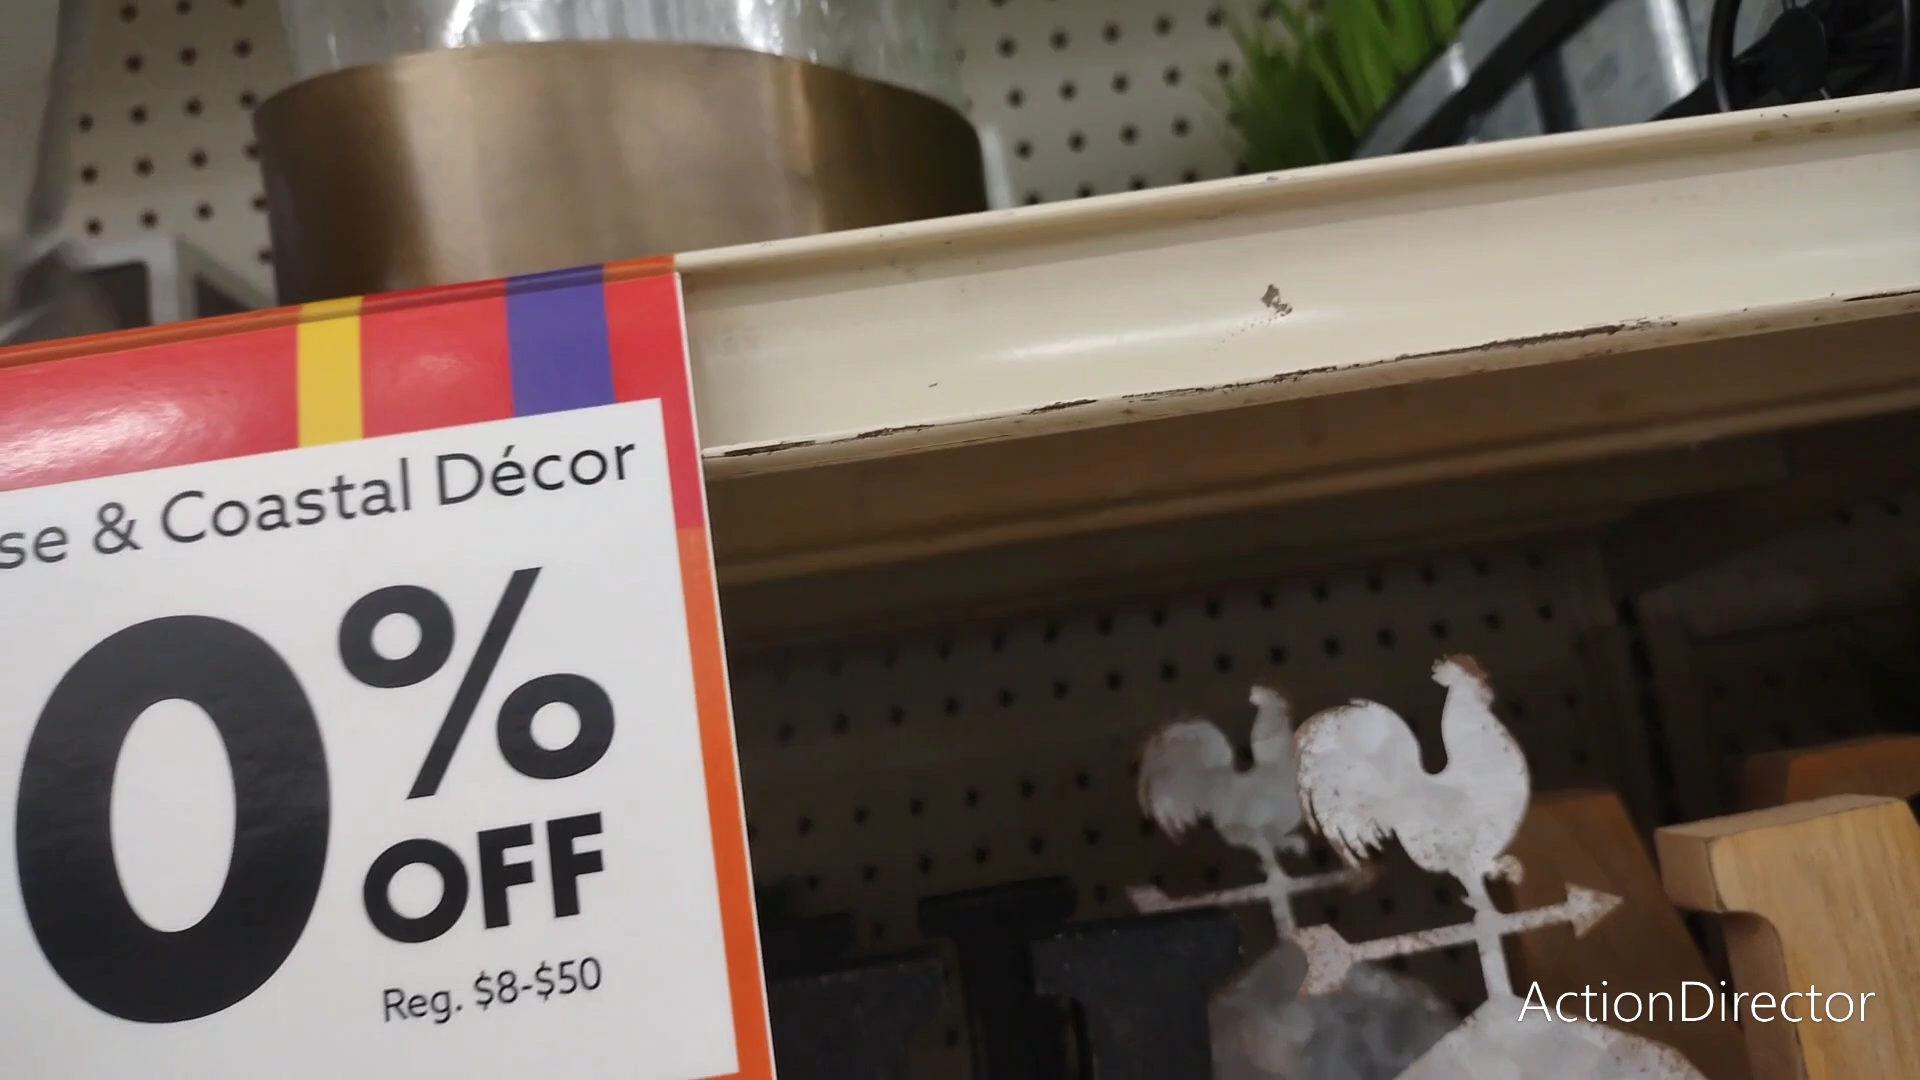 se & Coastal Décor
0%
OFF
Reg. $8-$50
ActionDirector